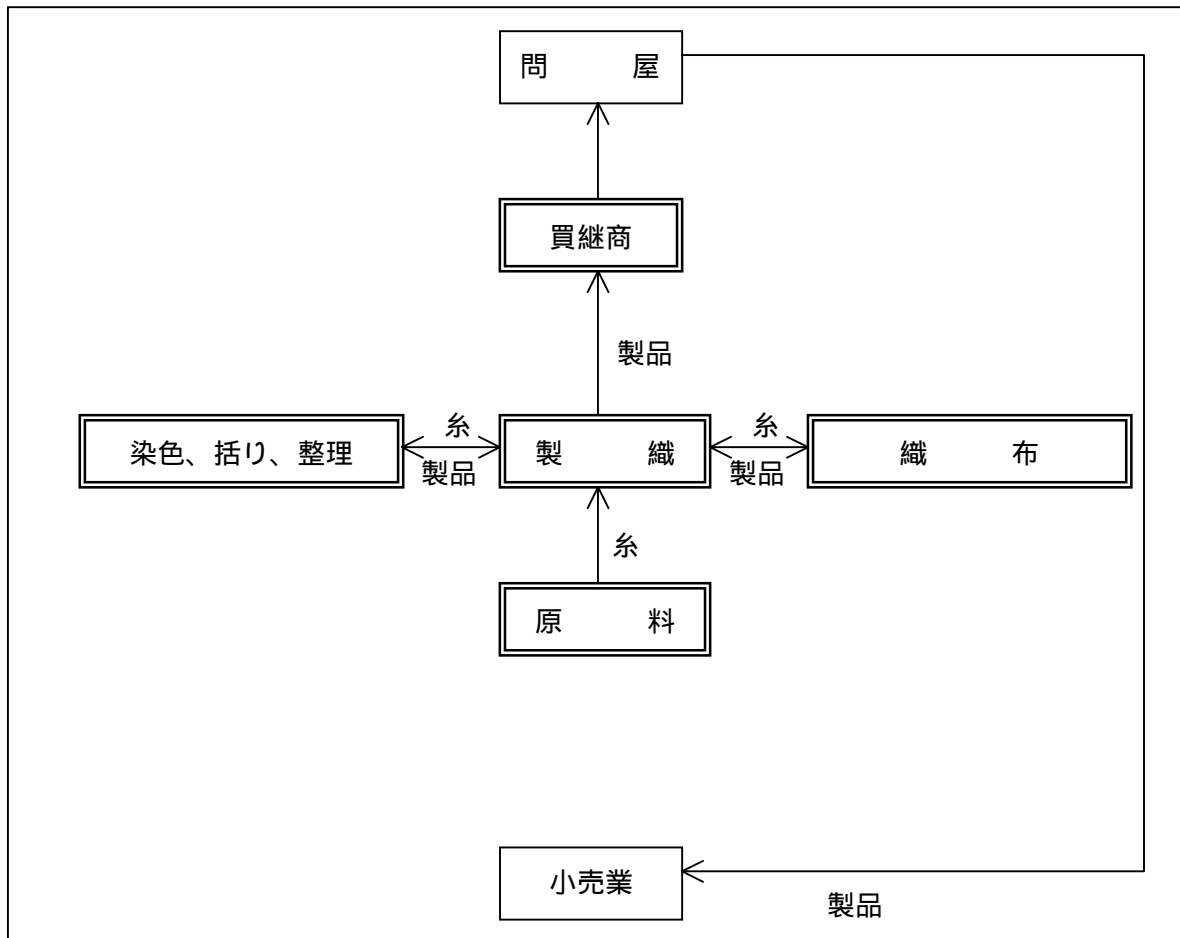 問　屋
買継商
製品
糸
糸
染色、括り、整理
製　織
織　布
製品
製品
糸
原　料
小売業
製品